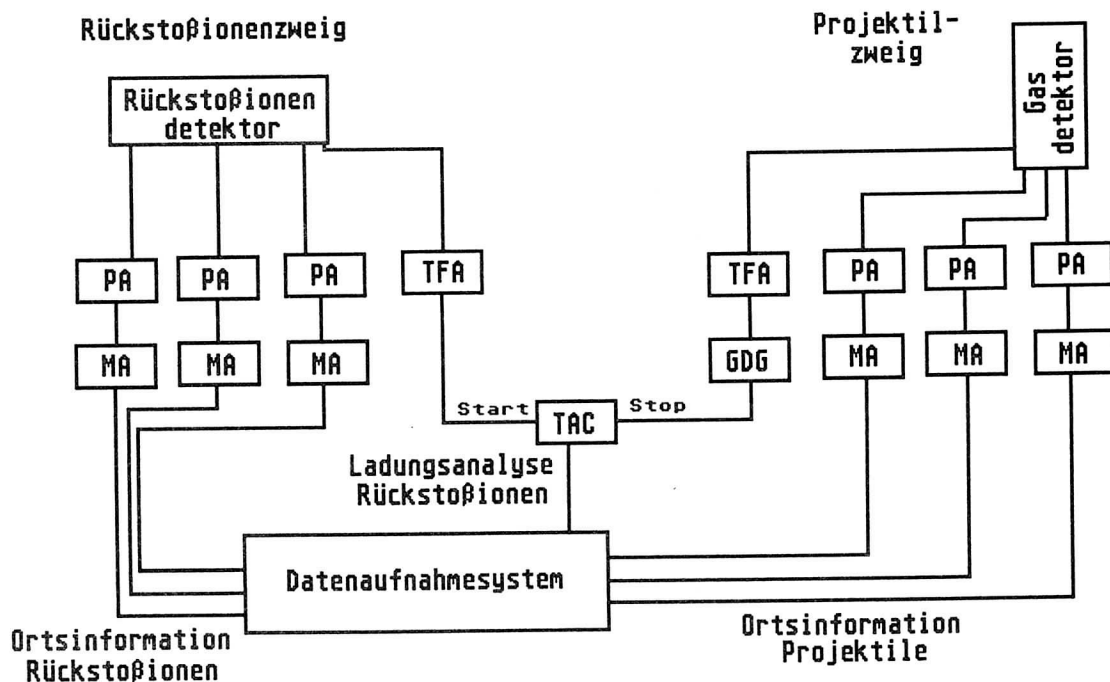 Rückstoßionenzweig
Projektil-
zweig
Rückstoßionen
detektor
Gas
detektor
PA
PA
PA
TFA
TFA
PA
PA
PA
MA
MA
MA
GDG
MA
MA
MA
Start
TAC
Stop
Ladungsanalyse
Rückstoßionen
Datenaufnahmesystem
Ortsinformation
Rückstoßionen
Ortsinformation
Projektile